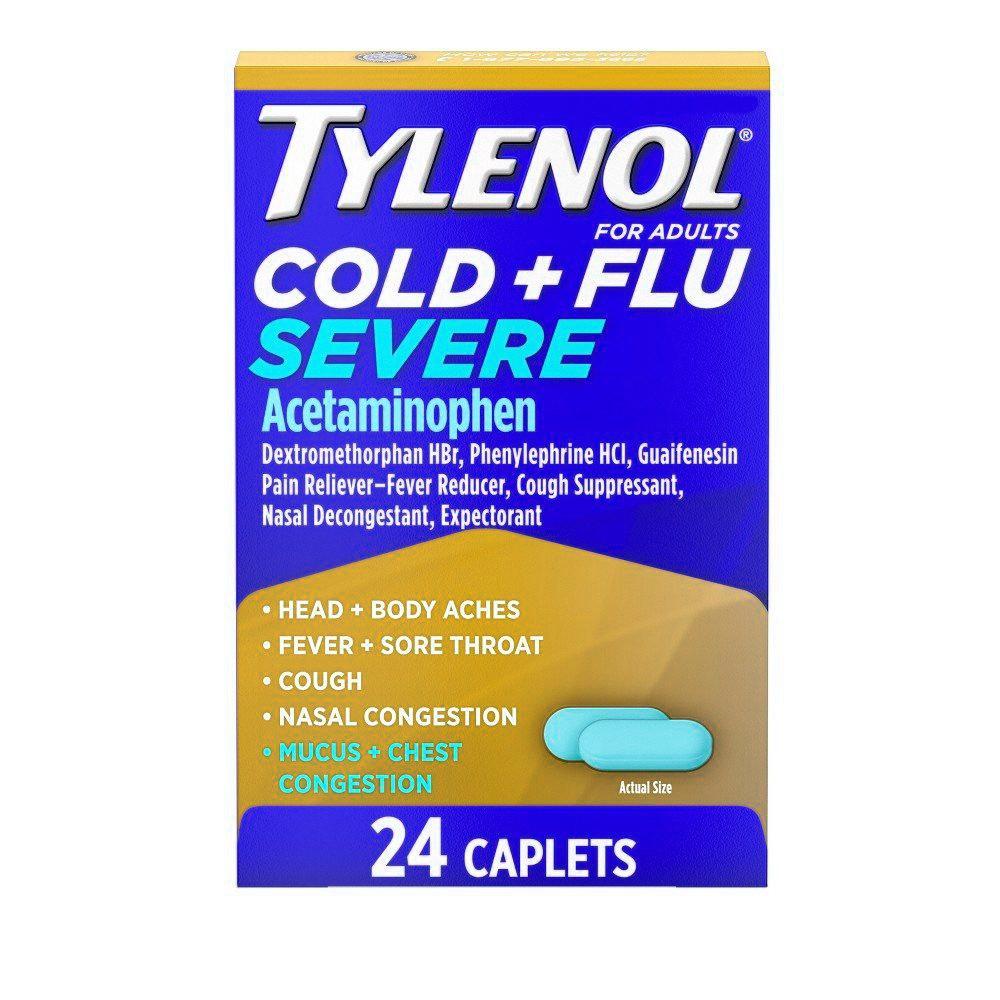 TYLENOL®
FOR ADULTS
COLD + FLU
SEVERE
Acetaminophen
Dextromethorphan HBr, Phenylephrine HCl, Guaifenesin
Pain Reliever–Fever Reducer, Cough Suppressant,
Nasal Decongestant, Expectorant
• HEAD + BODY ACHES
• FEVER + SORE THROAT
• COUGH
• NASAL CONGESTION
• MUCUS + CHEST
CONGESTION
Actual Size
24 CAPLETS